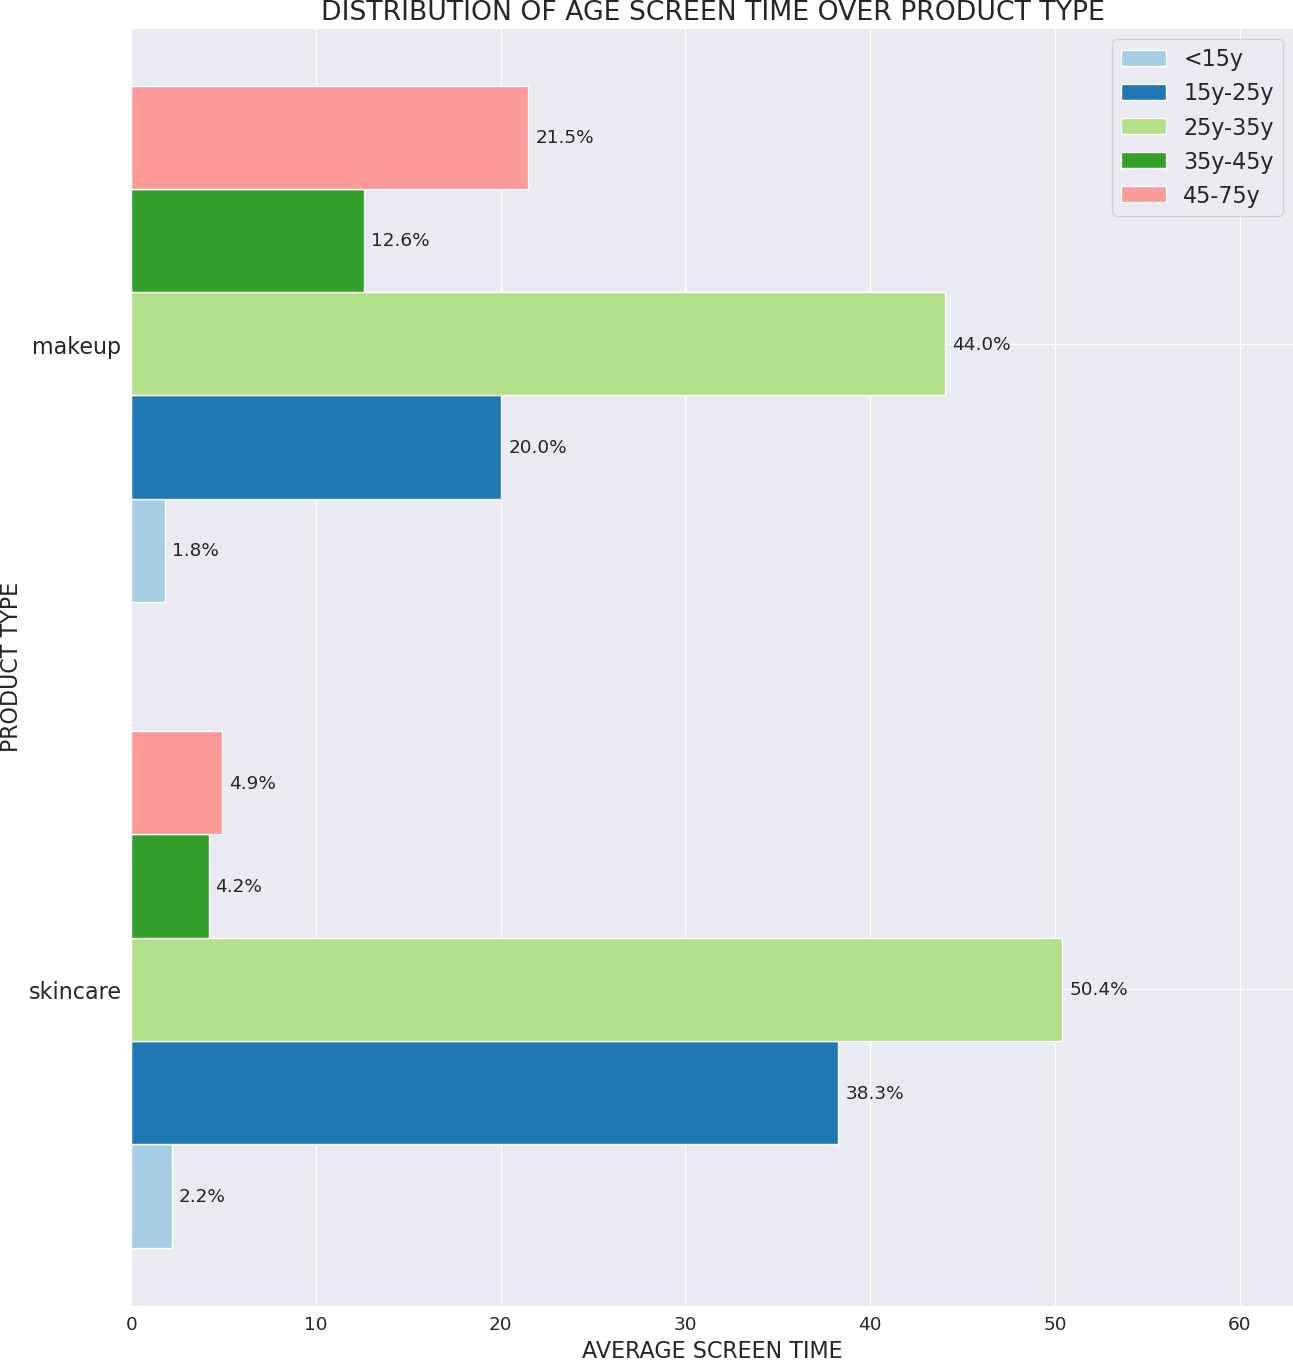 DISTRIBUTION OF AGE SCREEN TIME OVER PRODUCT TYPE
<15y
15y-25y
25y-35y
35y-45y
45-75y
21.5%
12.6%
makeup
44.0%
20.0%
1.8%
PRODUCT TYPE
4.9%
4.2%
skincare
50.4%
38.3%
2.2%
0 10 20 30 40 50 60
AVERAGE SCREEN TIME